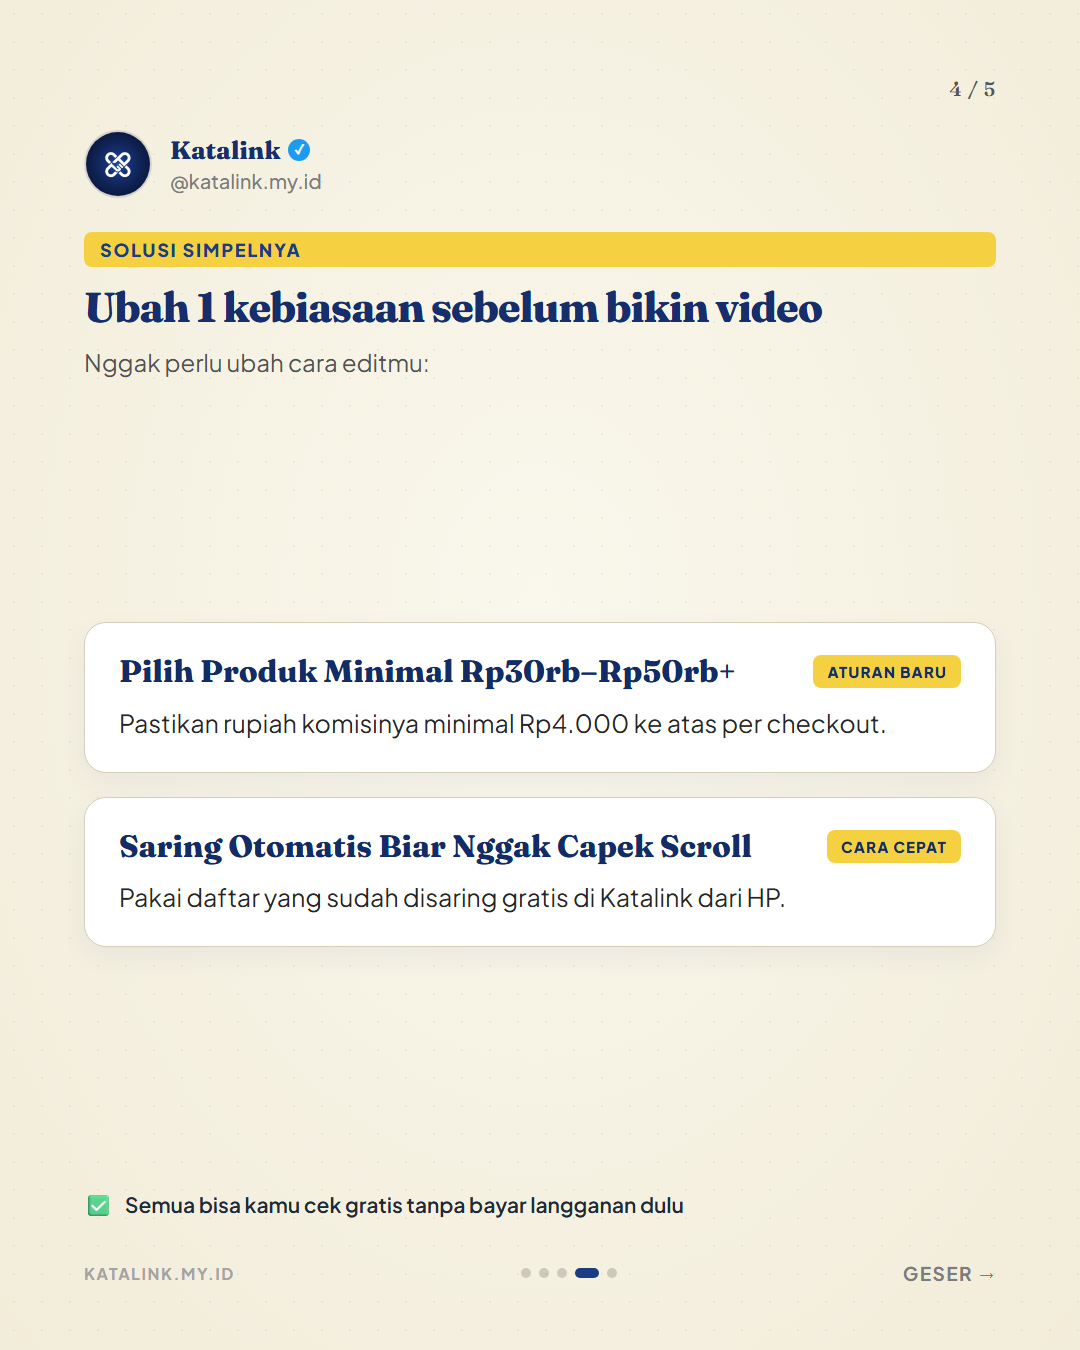 4 / 5
Katalink
@katalink.my.id
SOLUSI SIMPELNYA
Ubah 1 kebiasaan sebelum bikin video
Nggak perlu ubah cara editmu:
Pilih Produk Minimal Rp30rb–Rp50rb+
ATURAN BARU
Pastikan rupiah komisinya minimal Rp4.000 ke atas per checkout.
Saring Otomatis Biar Nggak Capek Scroll
CARA CEPAT
Pakai daftar yang sudah disaring gratis di Katalink dari HP.
✅ Semua bisa kamu cek gratis tanpa bayar langganan dulu
KATALINK.MY.ID
GESER →